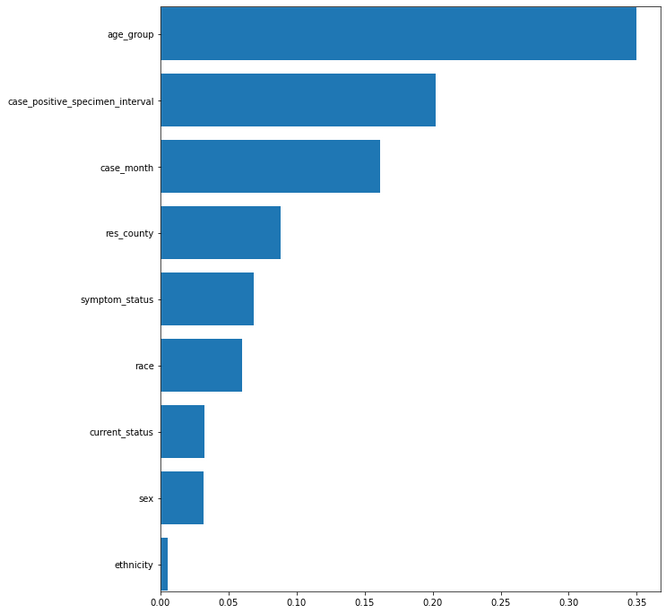 age_group
case_positive_specimen_interval
case_month
res_county
symptom_status
race
current_status
sex
ethnicity
0.00 0.05 0.10 0.15 0.20 0.25 0.30 0.35